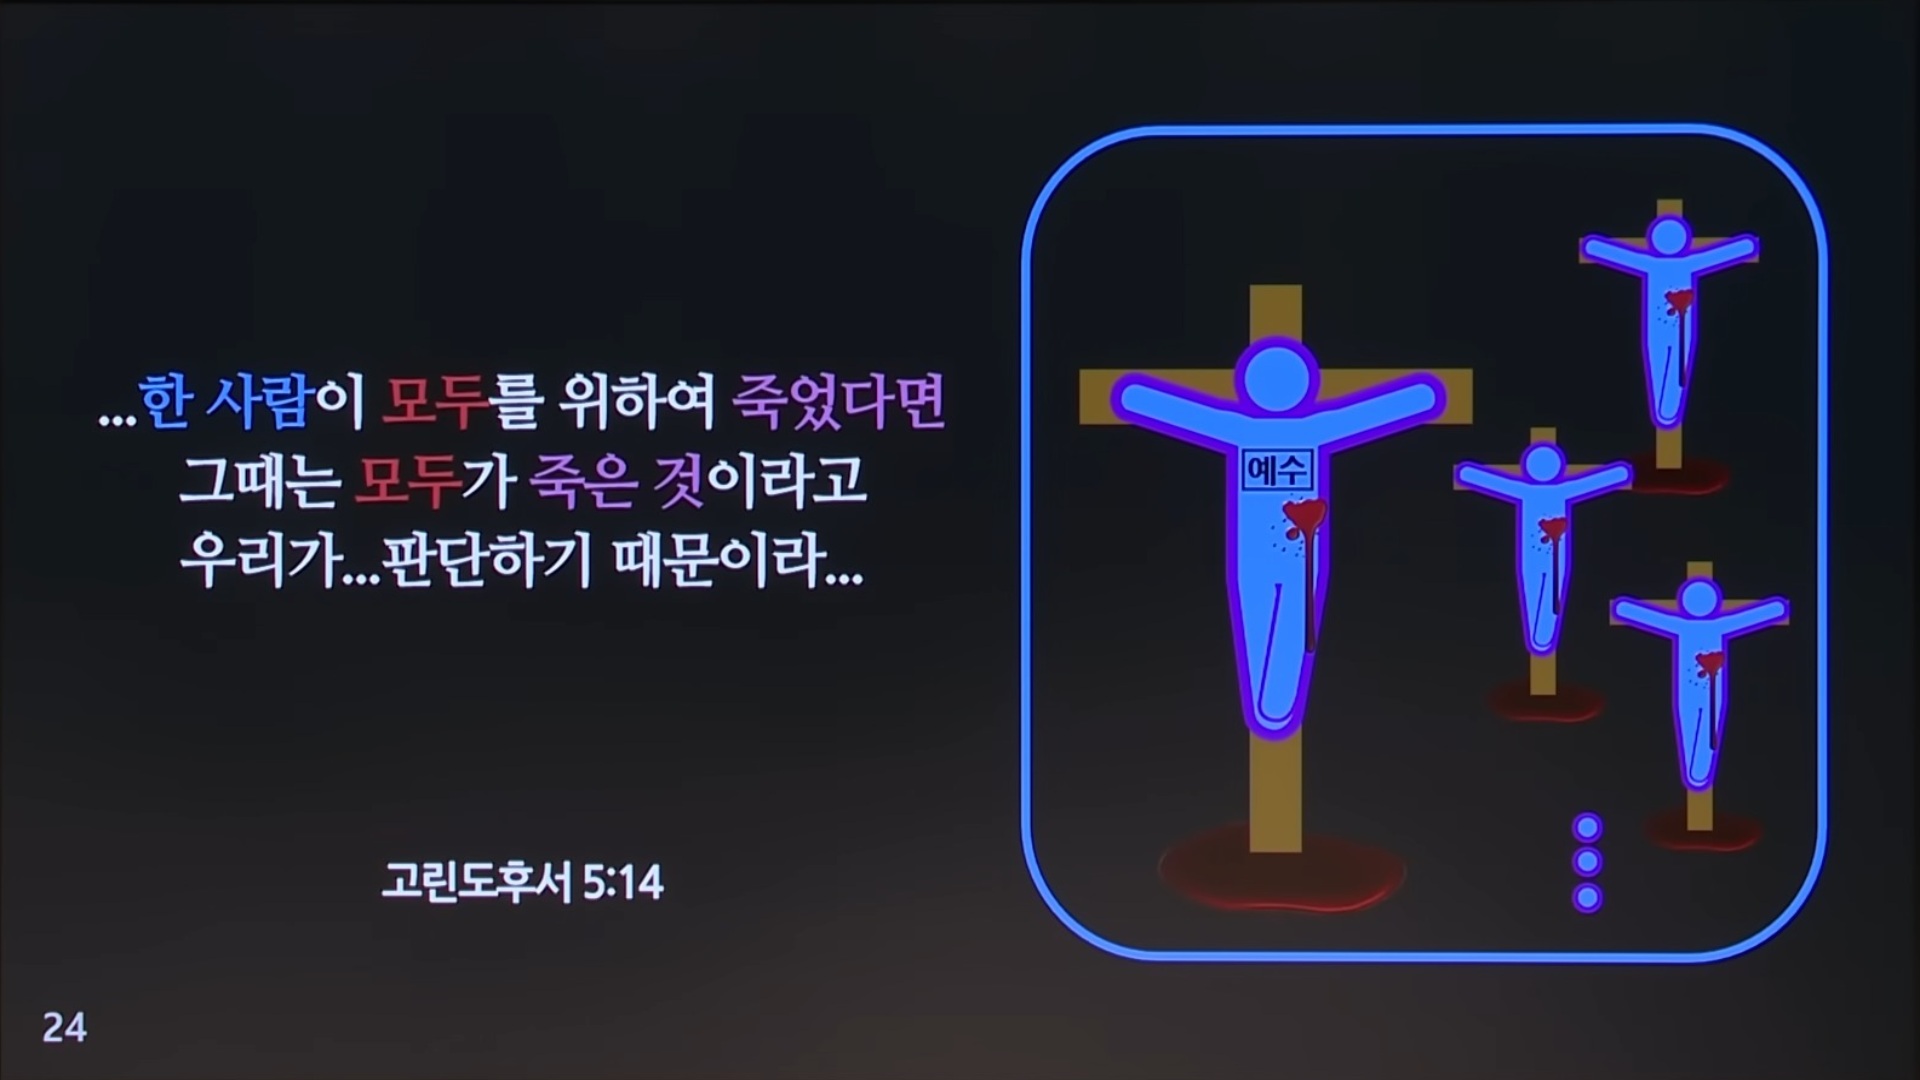 ...한 사람이 모두를 위하여 죽었다면
그때는 모두가 죽은 것이라고
우리가...판단하기 때문이라...
고린도후서 5:14
예수
24